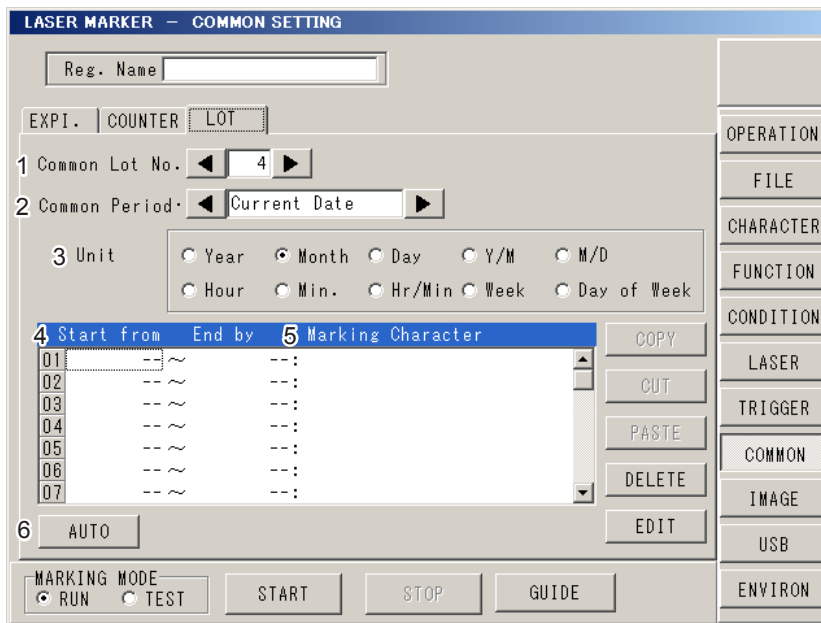 LASER MARKER — COMMON SETTING
Reg. Name
EXPI. COUNTER LOT
1 Common Lot No. ◀ 4 ▶
2 Common Period· ◀ Current Date ▶
3 Unit
Year Month Day Y/M M/D
Hour Min. Hr/Min Week Day of Week
4 Start from End by 5 Marking Character
01 -- ～ --:
02 -- ～ --:
03 -- ～ --:
04 -- ～ --:
05 -- ～ --:
06 -- ～ --:
07 -- ～ --:
COPY
CUT
PASTE
DELETE
EDIT
6 AUTO
MARKING MODE
RUN TEST
START STOP GUIDE
OPERATION
FILE
CHARACTER
FUNCTION
CONDITION
LASER
TRIGGER
COMMON
IMAGE
USB
ENVIRON